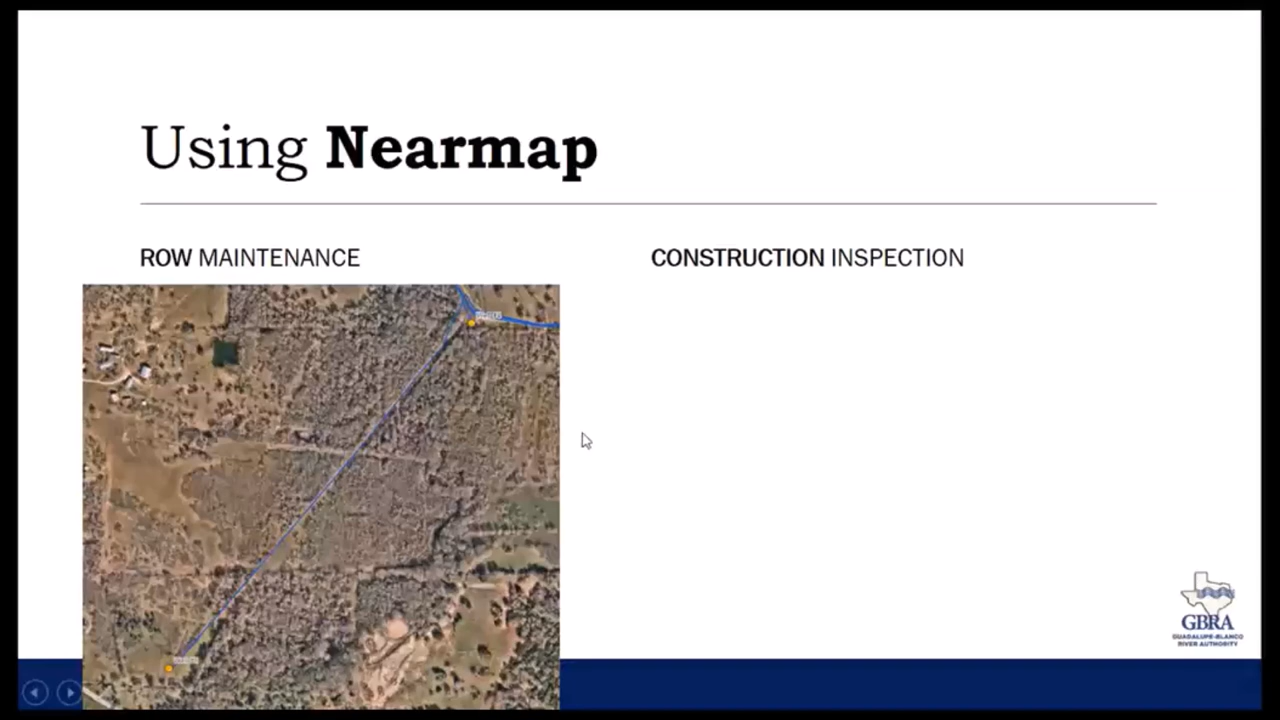 Using Nearmap
ROW MAINTENANCE
CONSTRUCTION INSPECTION
GBRA
GUADALUPE-BLANCO
RIVER AUTHORITY